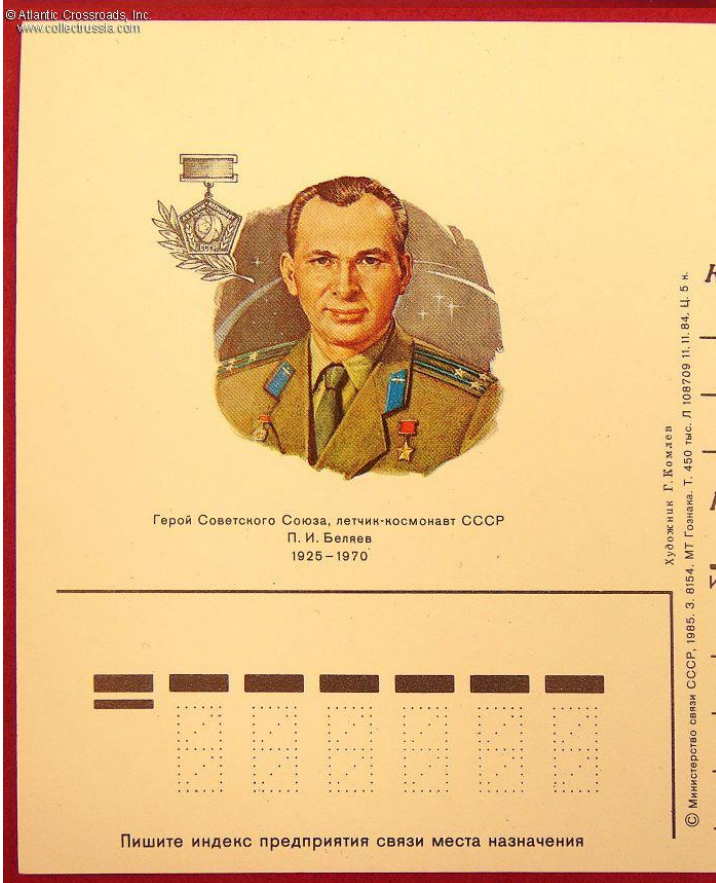 © Atlantic Crossroads, Inc.
www.collectrussia.com
Герой Советского Союза, летчик-космонавт СССР
П. И. Беляев
1925–1970
Пишите индекс предприятия связи места назначения
Художник Г. Комлев
© Министерство связи СССР, 1985. З. 8154. МТ Гознака. Т. 450 тыс. Л 108709 11.11.84. Ц. 5 к.